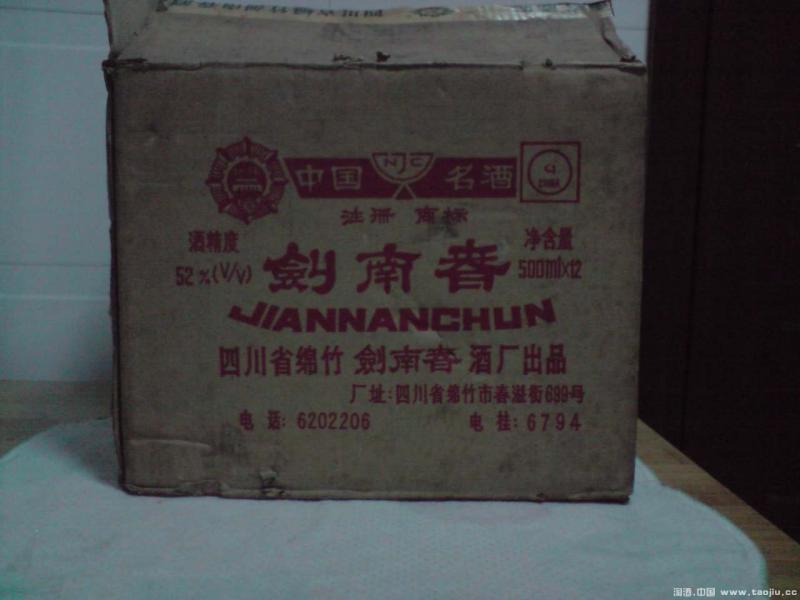 中国 NJC 名酒
CHINA
注册 商标
酒精度
52%(V/V)
净含量
500ml×12
剑南春
JIANNANCHUN
四川省绵竹剑南春酒厂出品
厂址:四川省绵竹市春溢街699号
电话:6202206
电挂:6794
淘酒.中国 www.taojiu.cc